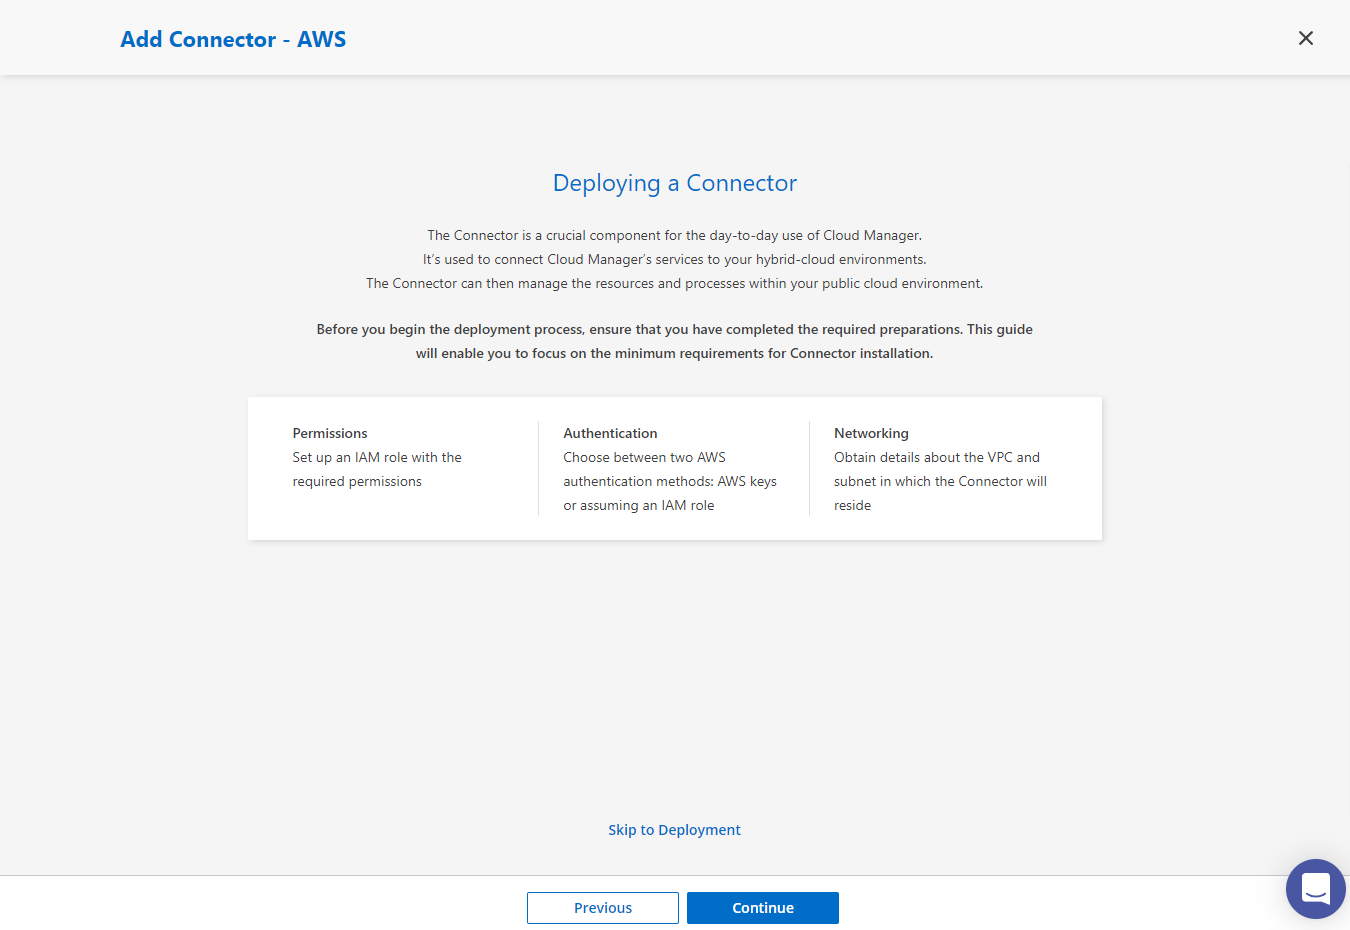 Add Connector - AWS
Deploying a Connector
The Connector is a crucial component for the day-to-day use of Cloud Manager.
It's used to connect Cloud Manager's services to your hybrid-cloud environments.
The Connector can then manage the resources and processes within your public cloud environment.
Before you begin the deployment process, ensure that you have completed the required preparations. This guide
will enable you to focus on the minimum requirements for Connector installation.
Permissions
Set up an IAM role with the
required permissions
Authentication
Choose between two AWS
authentication methods: AWS keys
or assuming an IAM role
Networking
Obtain details about the VPC and
subnet in which the Connector will
reside
Skip to Deployment
Previous
Continue